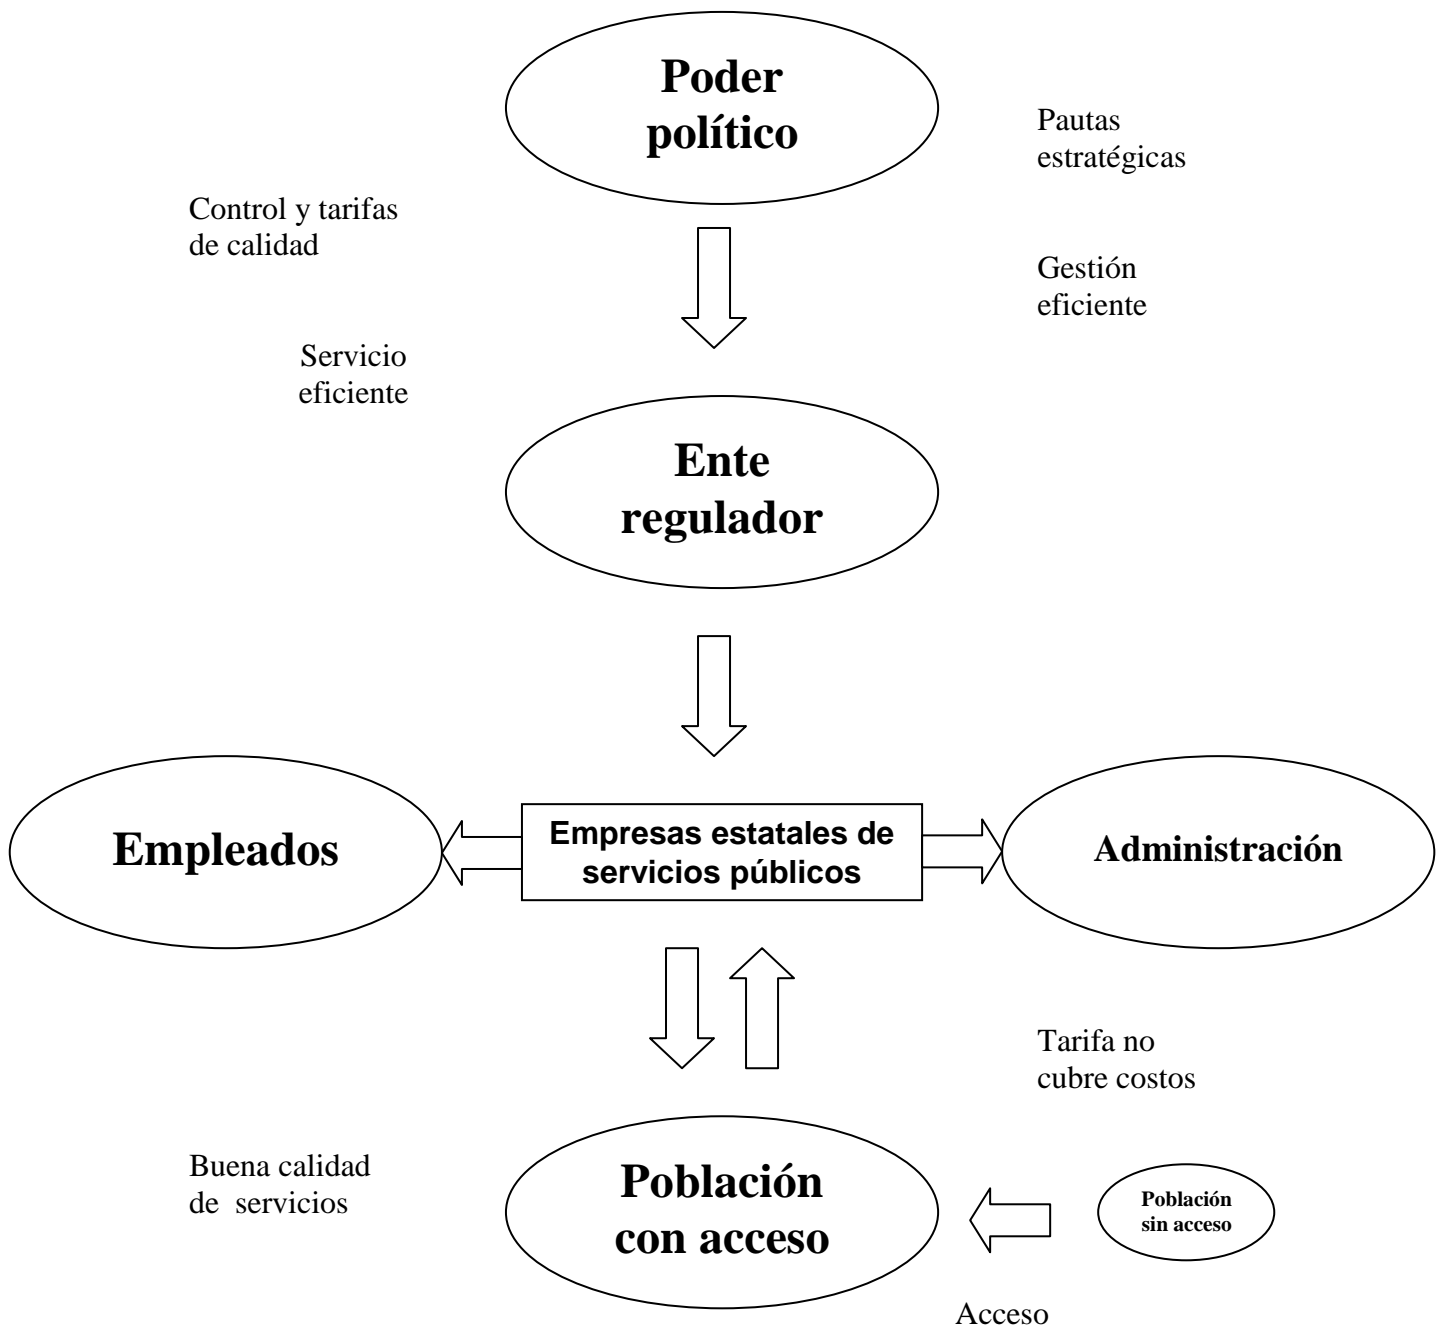 Poder
político
Pautas
estratégicas
Control y tarifas
de calidad
Gestión
eficiente
Servicio
eficiente
Ente
regulador
Empleados
Empresas estatales de
servicios públicos
Administración
Tarifa no
cubre costos
Buena calidad
de servicios
Población
con acceso
Población
sin acceso
Acceso